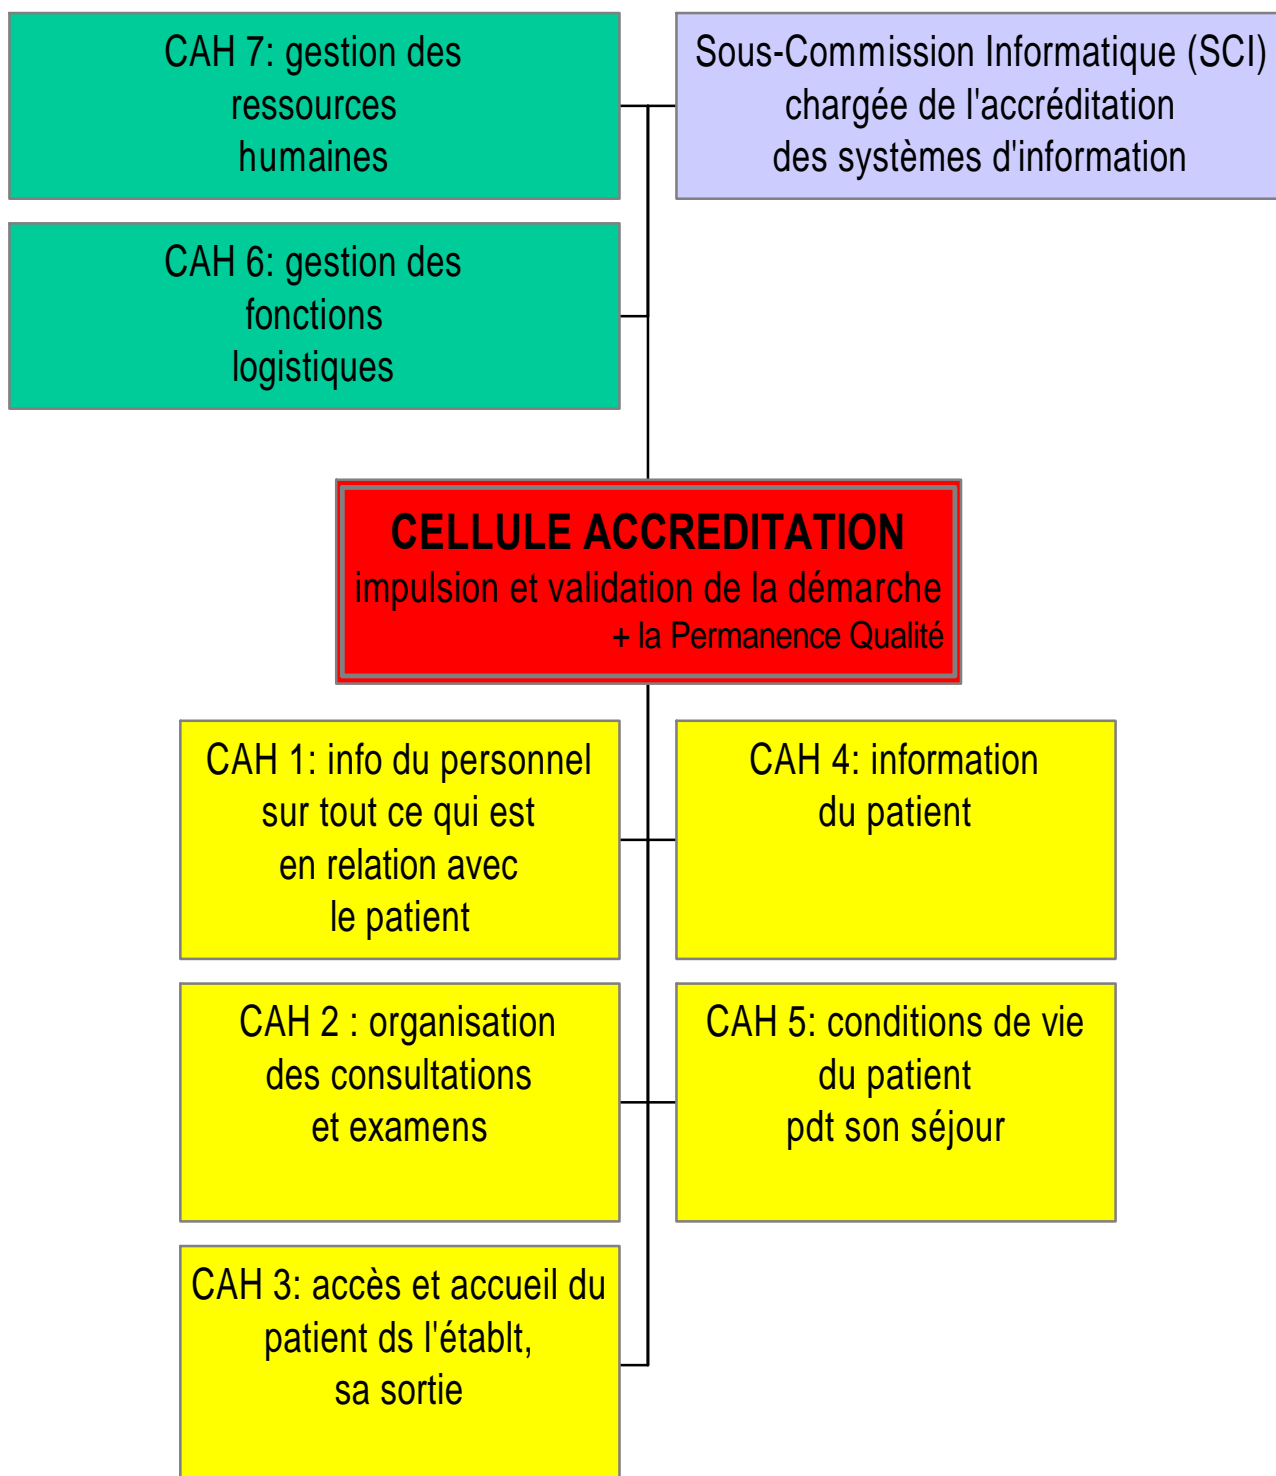 CAH 7: gestion des
ressources
humaines
Sous-Commission Informatique (SCI)
chargée de l'accréditation
des systèmes d'information
CAH 6: gestion des
fonctions
logistiques
CELLULE ACCREDITATION
impulsion et validation de la démarche
+ la Permanence Qualité
CAH 1: info du personnel
sur tout ce qui est
en relation avec
le patient
CAH 4: information
du patient
CAH 2 : organisation
des consultations
et examens
CAH 5: conditions de vie
du patient
pdt son séjour
CAH 3: accès et accueil du
patient ds l'établt,
sa sortie